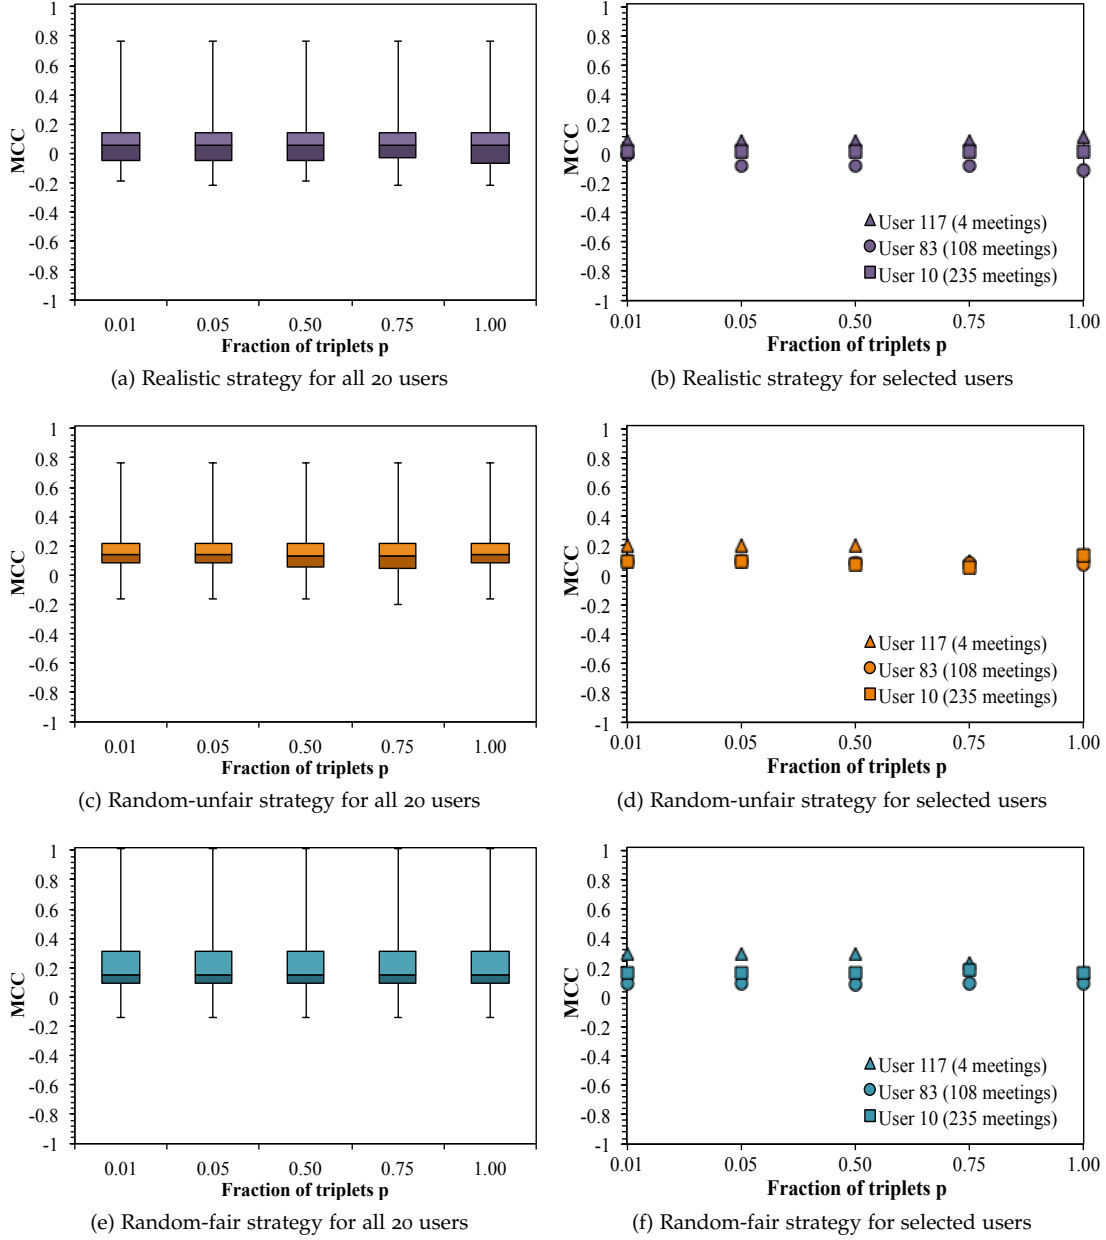 1
0.8
0.6
0.4
0.2
0
-0.2
-0.4
-0.6
-0.8
-1
MCC
0.01 0.05 0.50 0.75 1.00
Fraction of triplets p
(a) Realistic strategy for all 20 users
1
0.8
0.6
0.4
0.2
0
-0.2
-0.4
-0.6
-0.8
-1
MCC
User 117 (4 meetings)
User 83 (108 meetings)
User 10 (235 meetings)
0.01 0.05 0.50 0.75 1.00
Fraction of triplets p
(b) Realistic strategy for selected users
1
0.8
0.6
0.4
0.2
0
-0.2
-0.4
-0.6
-0.8
-1
MCC
0.01 0.05 0.50 0.75 1.00
Fraction of triplets p
(c) Random-unfair strategy for all 20 users
1
0.8
0.6
0.4
0.2
0
-0.2
-0.4
-0.6
-0.8
-1
MCC
User 117 (4 meetings)
User 83 (108 meetings)
User 10 (235 meetings)
0.01 0.05 0.50 0.75 1.00
Fraction of triplets p
(d) Random-unfair strategy for selected users
1
0.8
0.6
0.4
0.2
0
-0.2
-0.4
-0.6
-0.8
-1
MCC
0.01 0.05 0.50 0.75 1.00
Fraction of triplets p
(e) Random-fair strategy for all 20 users
1
0.8
0.6
0.4
0.2
0
-0.2
-0.4
-0.6
-0.8
-1
MCC
User 117 (4 meetings)
User 83 (108 meetings)
User 10 (235 meetings)
0.01 0.05 0.50 0.75 1.00
Fraction of triplets p
(f) Random-fair strategy for selected users